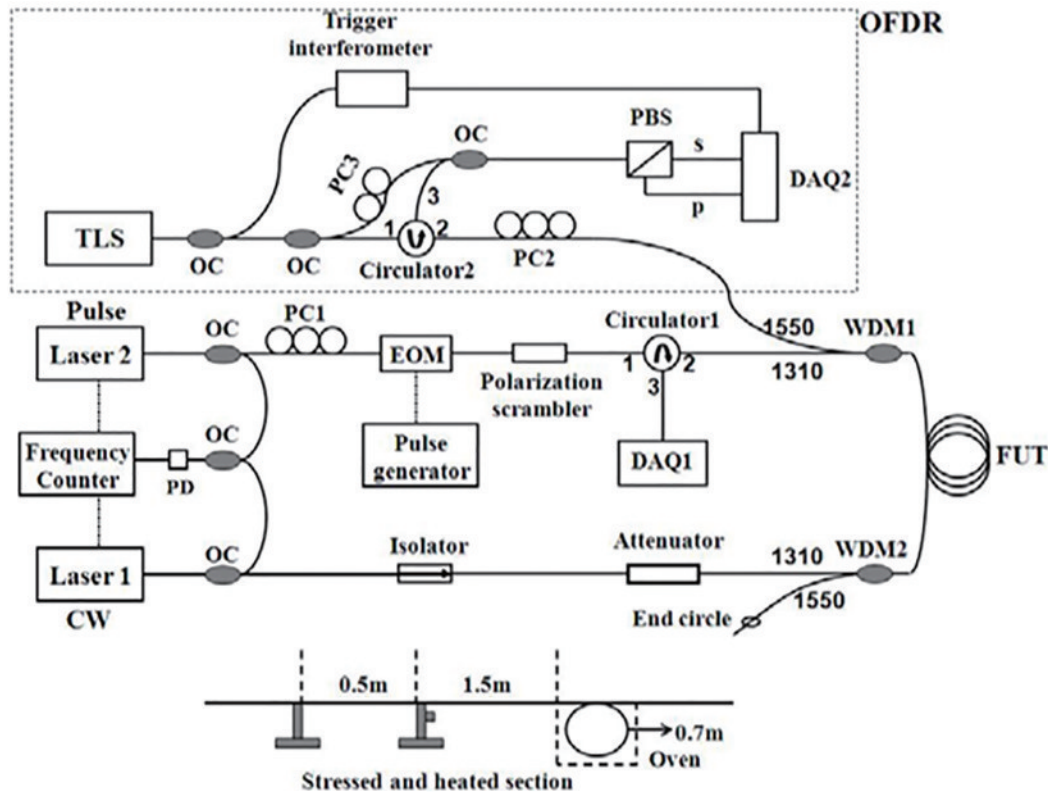 OFDR
Trigger
interferometer
OC
PBS
s
p
DAQ2
PC3
3
1
2
TLS
OC
OC
Circulator2
PC2
Pulse
Laser 2
OC
PC1
EOM
Polarization
scrambler
Circulator1
1
2
3
1550
1310
WDM1
Frequency
Counter
PD
OC
Pulse
generator
DAQ1
FUT
Laser 1
CW
OC
Isolator
Attenuator
1310
1550
WDM2
End circle
0.5m
1.5m
0.7m
Oven
Stressed and heated section